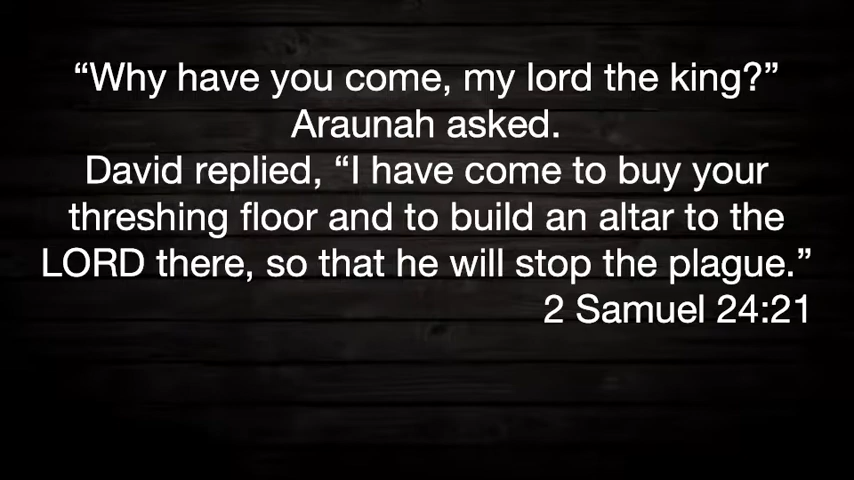 “Why have you come, my lord the king?”
Araunah asked.
David replied, “I have come to buy your
threshing floor and to build an altar to the
LORD there, so that he will stop the plague.”
2 Samuel 24:21